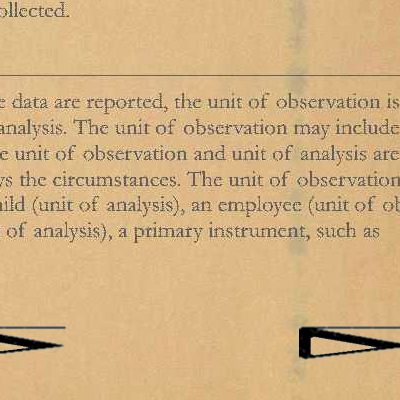 ollected.
e data are reported, the unit of observation is
analysis. The unit of observation may include
e unit of observation and unit of analysis are
ys the circumstances. The unit of observation
ild (unit of analysis), an employee (unit of ob
of analysis), a primary instrument, such as